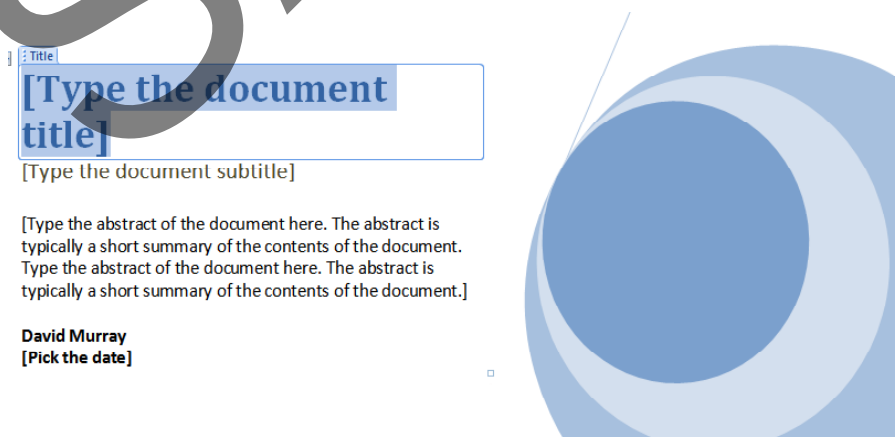 Title
[Type the document
title]
[Type the document subtitle]
[Type the abstract of the document here. The abstract is
typically a short summary of the contents of the document.
Type the abstract of the document here. The abstract is
typically a short summary of the contents of the document.]
David Murray
[Pick the date]